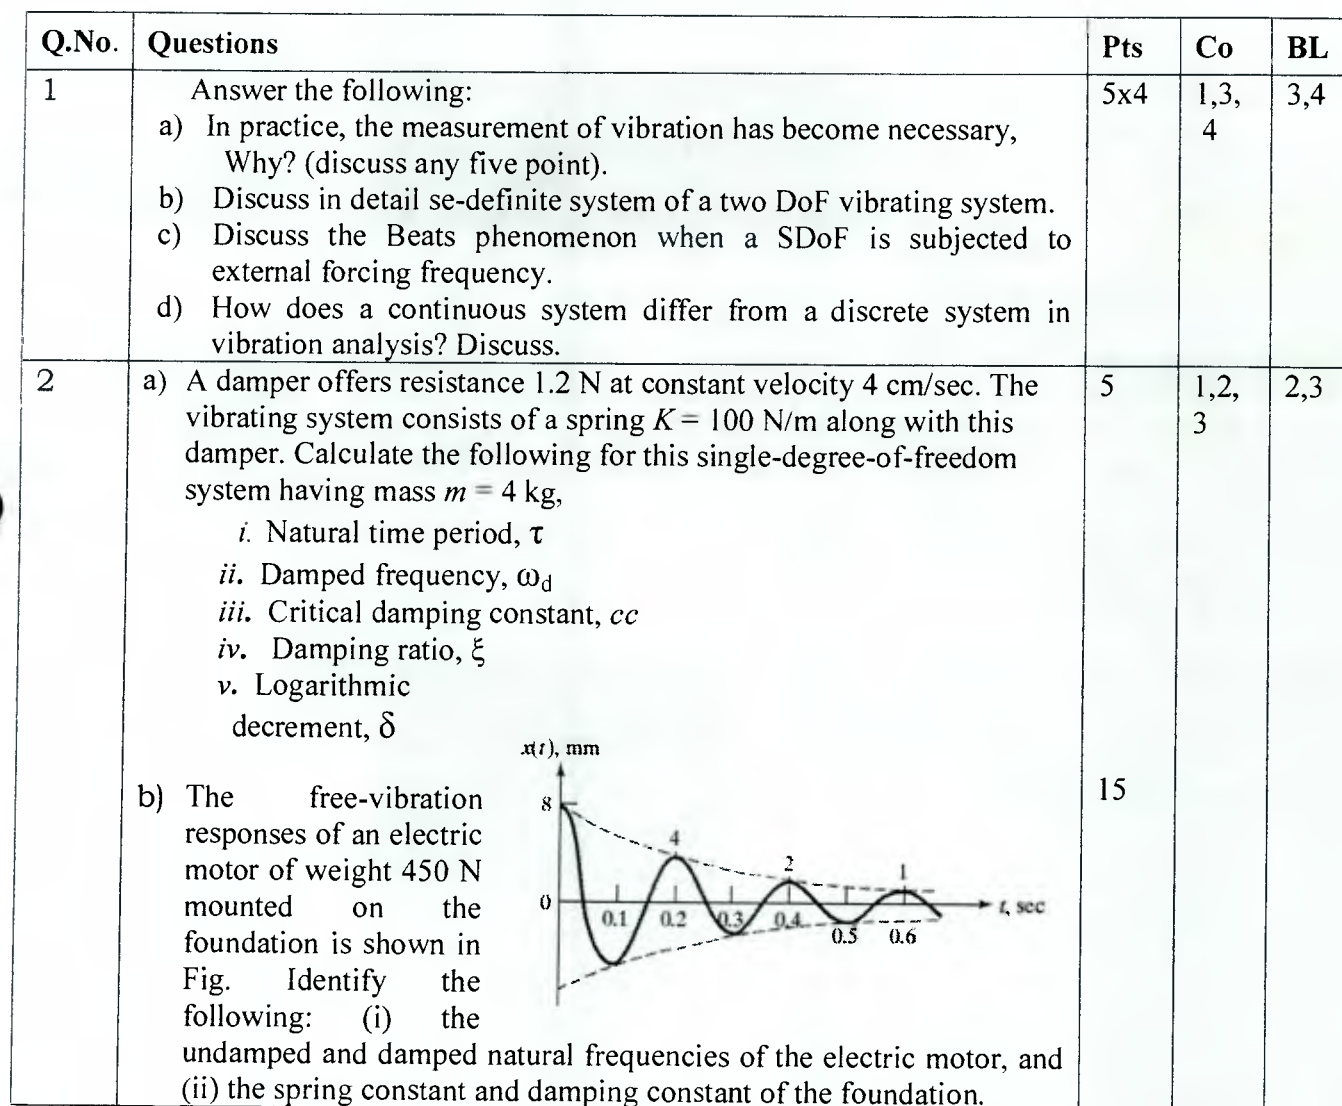 Q.No. Questions Pts Co BL
1 Answer the following: 5x4 1,3, 3,4
a) In practice, the measurement of vibration has become necessary, 4
Why? (discuss any five point).
b) Discuss in detail se-definite system of a two DoF vibrating system.
c) Discuss the Beats phenomenon when a SDoF is subjected to
external forcing frequency.
d) How does a continuous system differ from a discrete system in
vibration analysis? Discuss.
2 a) A damper offers resistance 1.2 N at constant velocity 4 cm/sec. The 5 1,2, 2,3
vibrating system consists of a spring K = 100 N/m along with this 3
damper. Calculate the following for this single-degree-of-freedom
system having mass m = 4 kg,
i. Natural time period, τ
ii. Damped frequency, ωd
iii. Critical damping constant, cc
iv. Damping ratio, ξ
v. Logarithmic
decrement, δ
x(t), mm
b) The free-vibration 8 15
responses of an electric 4
motor of weight 450 N 2 1
mounted on the 0 0.1 0.2 0.3 0.4 t, sec
foundation is shown in 0.5 0.6
Fig. Identify the
following: (i) the
undamped and damped natural frequencies of the electric motor, and
(ii) the spring constant and damping constant of the foundation.